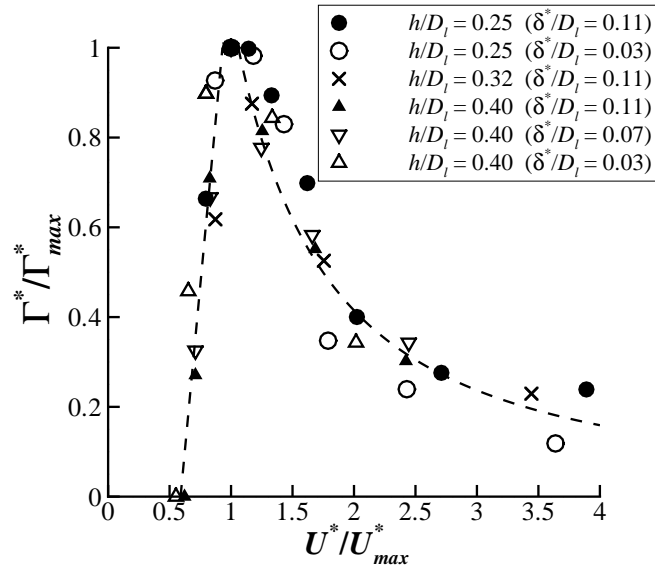 h/D_l = 0.25 (δ*/D_l = 0.11)
h/D_l = 0.25 (δ*/D_l = 0.03)
h/D_l = 0.32 (δ*/D_l = 0.11)
h/D_l = 0.40 (δ*/D_l = 0.11)
h/D_l = 0.40 (δ*/D_l = 0.07)
h/D_l = 0.40 (δ*/D_l = 0.03)
Γ*/Γ*max
1
0.8
0.6
0.4
0.2
0
0 0.5 1 1.5 2 2.5 3 3.5 4
U*/U*max